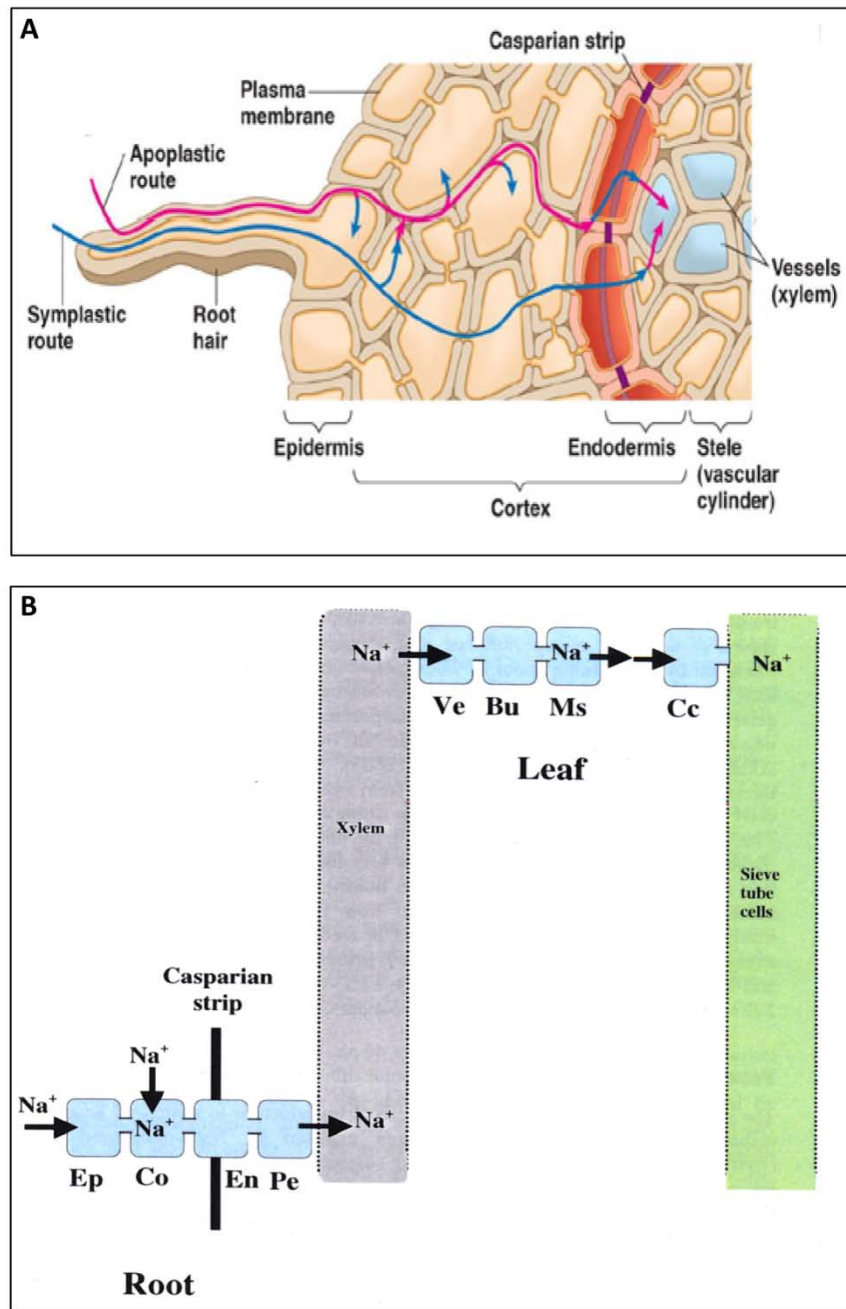 A
Casparian strip
Plasma
membrane
Apoplastic
route
Symplastic
route
Root
hair
Vessels
(xylem)
Epidermis
Endodermis
Stele
(vascular
cylinder)
Cortex
B
Na+
Na+
Na+
Na+
Ve
Bu
Ms
Cc
Leaf
Xylem
Sieve
tube
cells
Casparian
strip
Na+
Na+
Na+
Na+
Ep
Co
En
Pe
Root